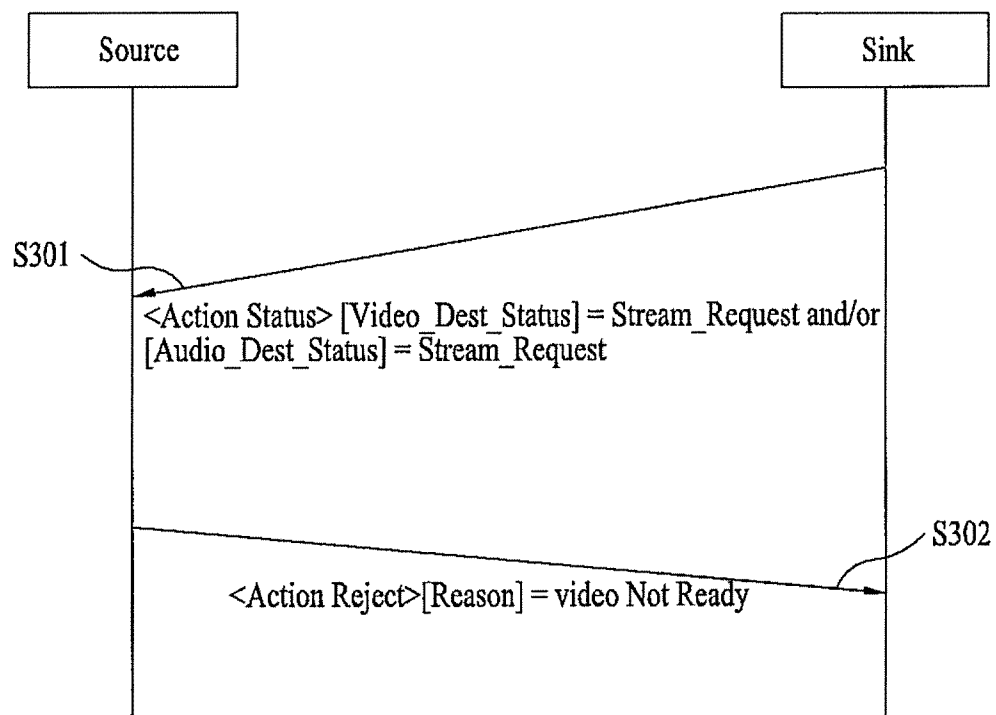 Source
Sink
S301
<Action Status> [Video_Dest_Status] = Stream_Request and/or
[Audio_Dest_Status] = Stream_Request
S302
<Action Reject>[Reason] = video Not Ready